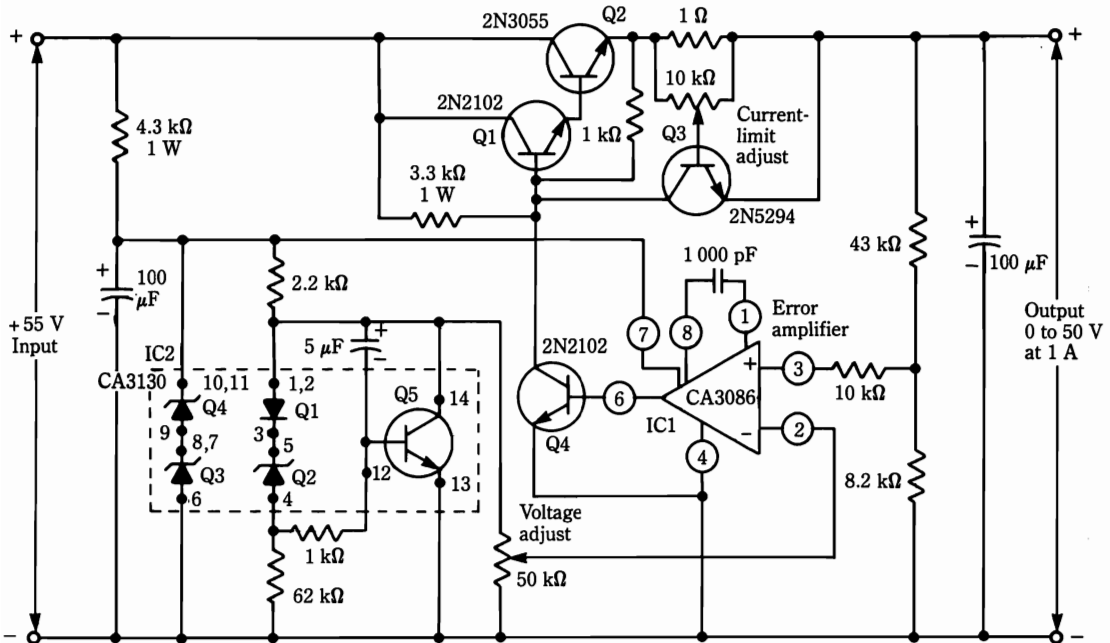 2N3055
Q2
1 Ω
+
+
10 kΩ
2N2102
Q1
1 kΩ
Q3
Current-
limit
adjust
4.3 kΩ
1 W
3.3 kΩ
1 W
2N5294
43 kΩ
+
−
100 µF
+
−
100
µF
2.2 kΩ
1 000 pF
+ 55 V
Input
Output
0 to 50 V
at 1 A
7
8
1
Error
amplifier
5 µF
+
−
2N2102
IC2
CA3130
10,11
1,2
Q5
14
+
3
10 kΩ
Q4
Q1
6
CA3086
IC1
9
8,7
3
5
−
2
Q4
Q3
Q2
12
4
8.2 kΩ
6
4
13
Voltage
adjust
1 kΩ
50 kΩ
62 kΩ
−
−